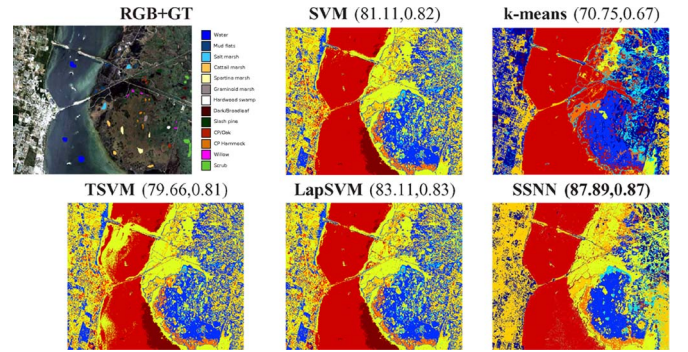 RGB+GT
SVM (81.11,0.82)
k-means (70.75,0.67)
Water
Mud flats
Salt marsh
Cattail marsh
Spartina marsh
Graminoid marsh
Hardwood swamp
Dark/Broadleaf
Slash pine
CP/Oak
CP Hammock
Willow
Scrub
TSVM (79.66,0.81)
LapSVM (83.11,0.83)
SSNN (87.89,0.87)